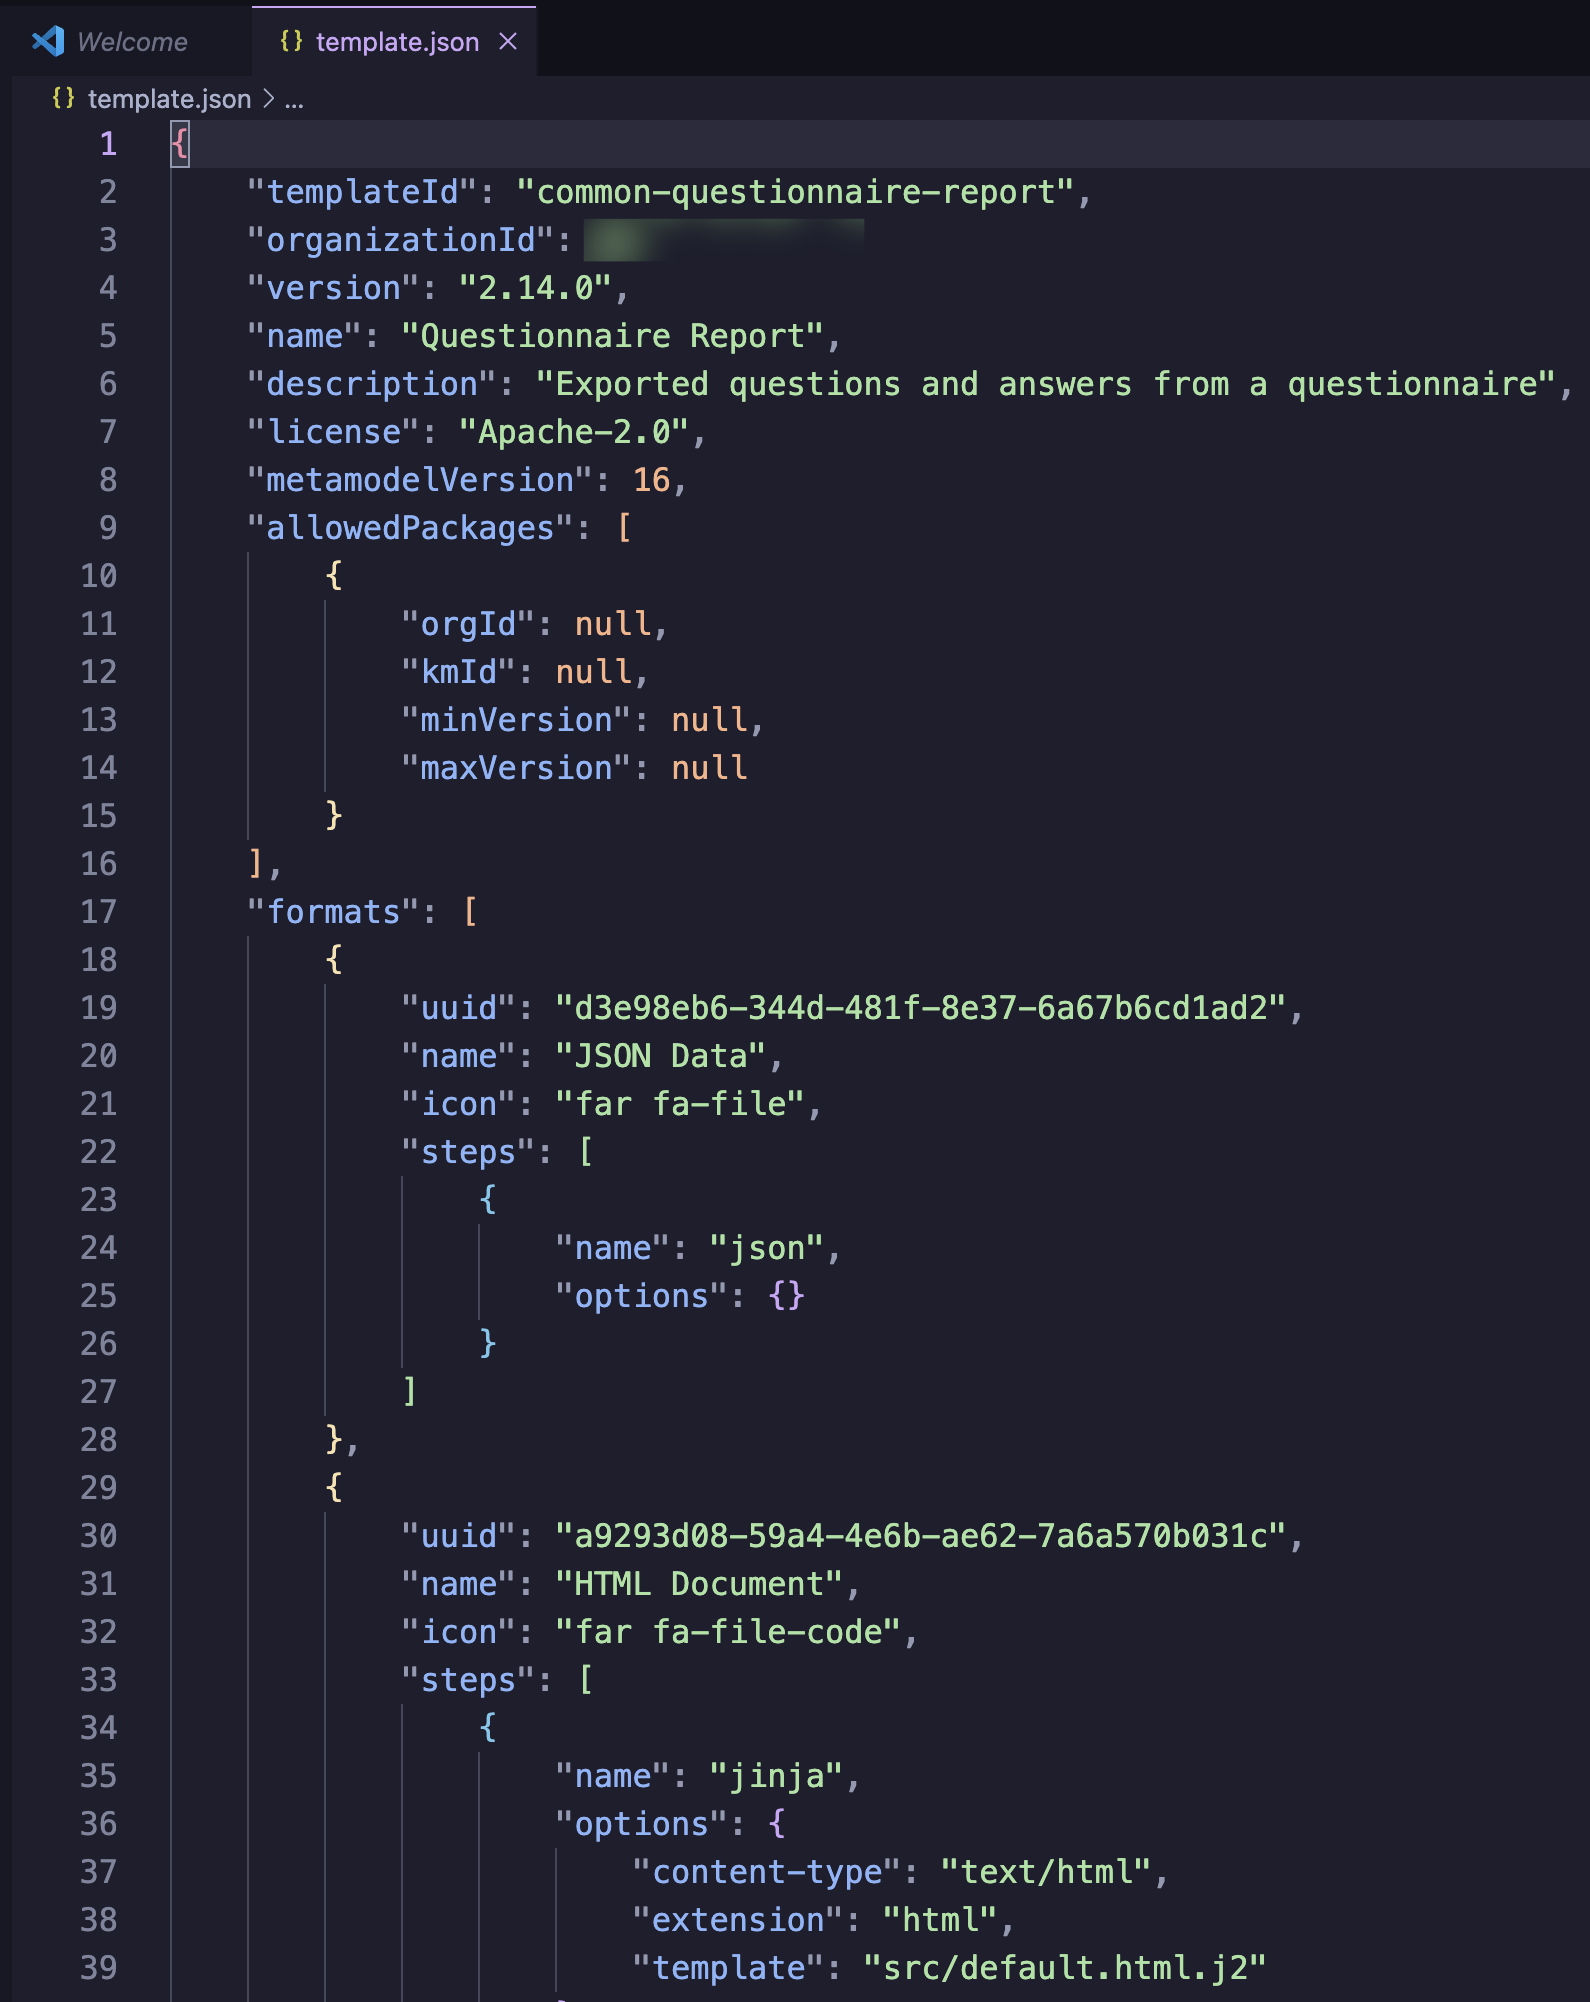 Welcome
{} template.json ×
{} template.json > ...
1 {
2 "templateId": "common-questionnaire-report",
3 "organizationId":
4 "version": "2.14.0",
5 "name": "Questionnaire Report",
6 "description": "Exported questions and answers from a questionnaire",
7 "license": "Apache-2.0",
8 "metamodelVersion": 16,
9 "allowedPackages": [
10 {
11 "orgId": null,
12 "kmId": null,
13 "minVersion": null,
14 "maxVersion": null
15 }
16 ],
17 "formats": [
18 {
19 "uuid": "d3e98eb6-344d-481f-8e37-6a67b6cd1ad2",
20 "name": "JSON Data",
21 "icon": "far fa-file",
22 "steps": [
23 {
24 "name": "json",
25 "options": {}
26 }
27 ]
28 },
29 {
30 "uuid": "a9293d08-59a4-4e6b-ae62-7a6a570b031c",
31 "name": "HTML Document",
32 "icon": "far fa-file-code",
33 "steps": [
34 {
35 "name": "jinja",
36 "options": {
37 "content-type": "text/html",
38 "extension": "html",
39 "template": "src/default.html.j2"